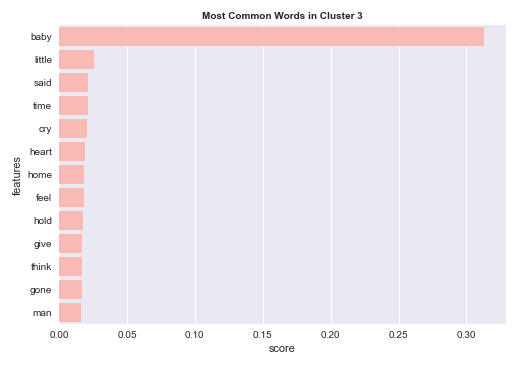 Most Common Words in Cluster 3
baby
little
said
time
cry
heart
home
feel
hold
give
think
gone
man
features
0.00 0.05 0.10 0.15 0.20 0.25 0.30
score